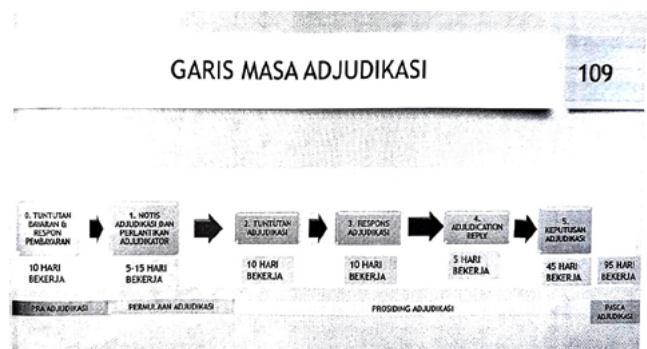 GARIS MASA ADJUDIKASI
109
0. TUNTUTAN
BAYARAN &
RESPON
PEMBAYARAN
1. NOTIS
ADJUDIKASI DAN
PERLANTIKAN
ADJUDIKATOR
2. TUNTUTAN
ADJUDIKASI
3. RESPONS
ADJUDIKASI
4.
ADJUDICATION
REPLY
5.
KEPUTUSAN
ADJUDIKASI
10 HARI
BEKERJA
5-15 HARI
BEKERJA
10 HARI
BEKERJA
10 HARI
BEKERJA
5 HARI
BEKERJA
45 HARI
BEKERJA
95 HARI
BEKERJA
PRA ADJUDIKASI
PERMULAAN ADJUDIKASI
PROSIDING ADJUDIKASI
PASCA
ADJUDIKASI